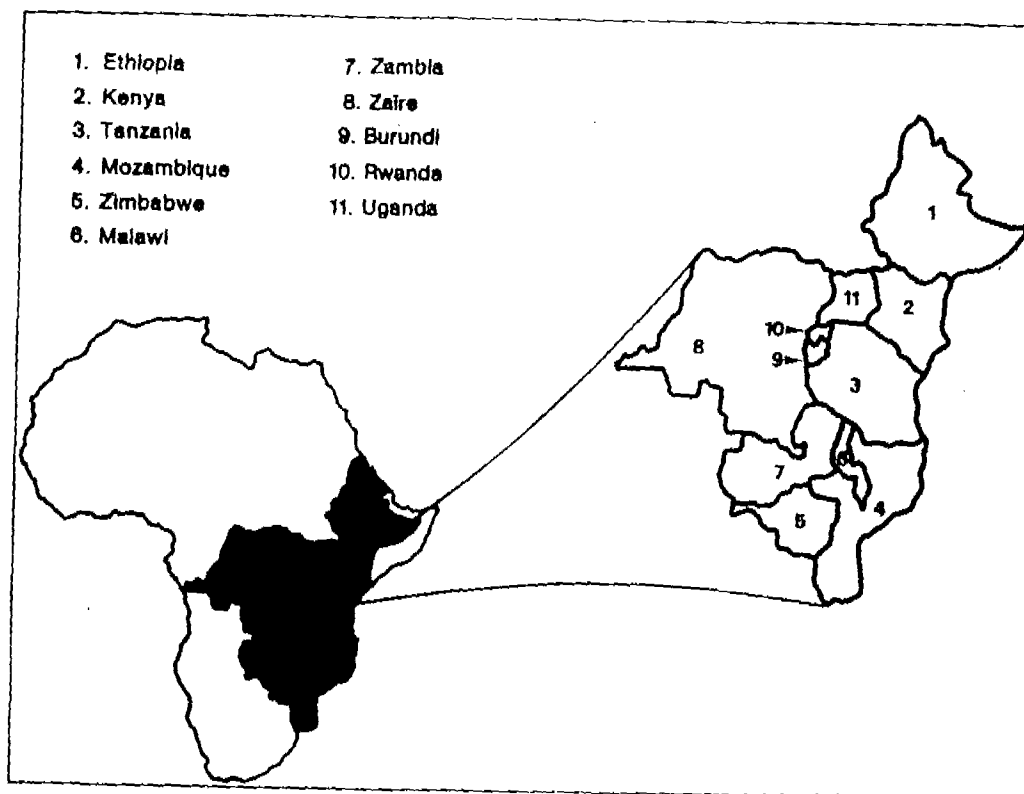 1. Ethiopia
2. Kenya
3. Tanzania
4. Mozambique
5. Zimbabwe
6. Malawi
7. Zambia
8. Zaire
9. Burundi
10. Rwanda
11. Uganda
1
11
2
10
8
9
3
6
7
4
5